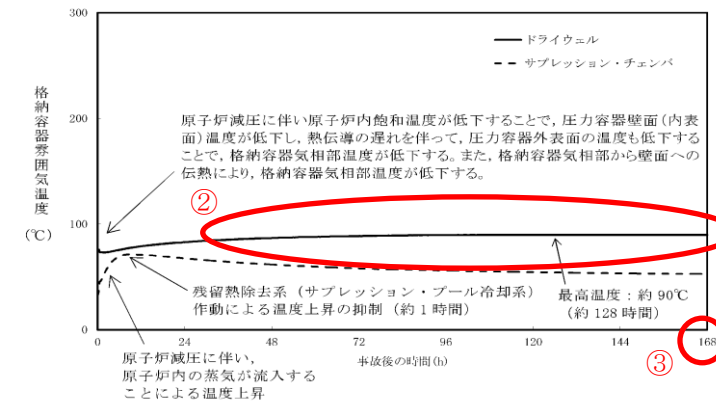 300
200
100
0
格納容器雰囲気温度
(℃)
ドライウェル
サプレッション・チェンバ
原子炉減圧に伴い原子炉内飽和温度が低下することで，圧力容器壁面（内表
面）温度が低下し，熱伝導の遅れを伴って，圧力容器外表面の温度も低下する
ことで，格納容器気相部温度が低下する。また，格納容器気相部から壁面への
伝熱により，格納容器気相部温度が低下する。
②
残留熱除去系（サプレッション・プール冷却系）
作動による温度上昇の抑制（約１時間）
最高温度：約 90℃
（約 128 時間）
0
24
48
72
96
120
144
168
事故後の時間(h)
③
原子炉減圧に伴い，
原子炉内の蒸気が流入する
ことによる温度上昇